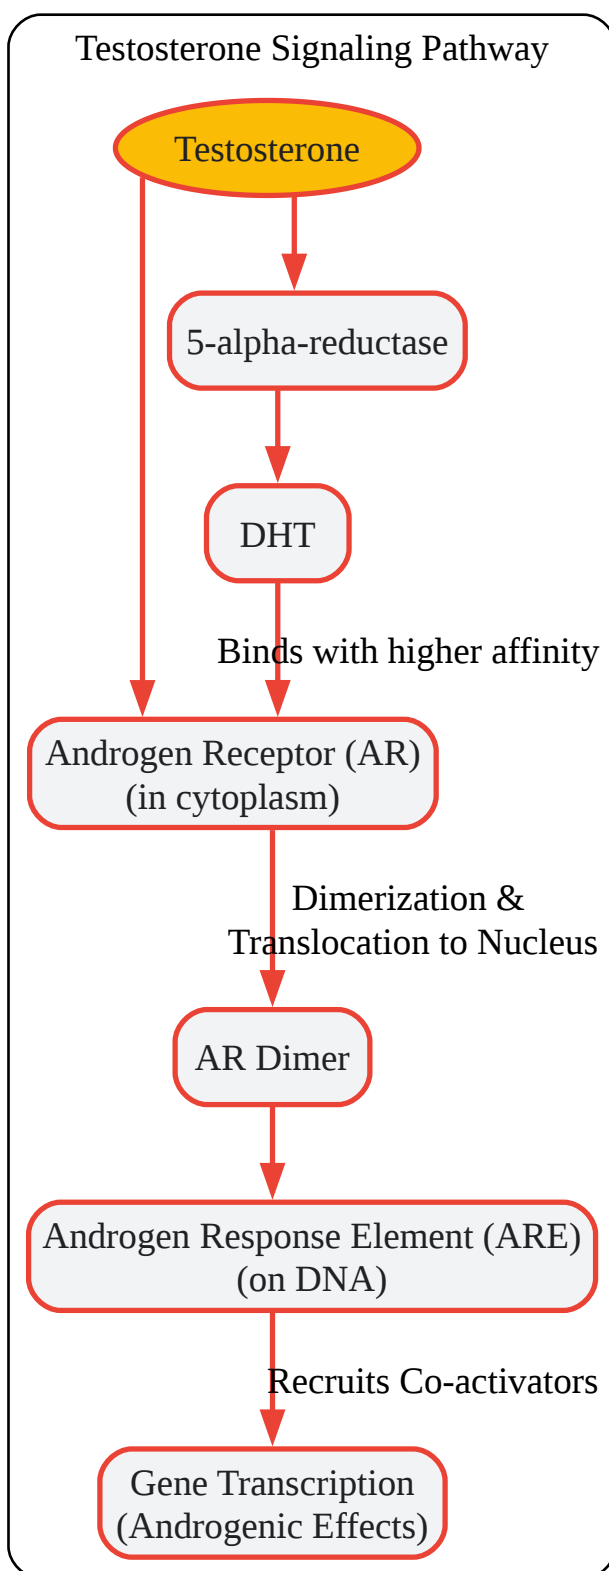 Testosterone Signaling Pathway
Testosterone
5-alpha-reductase
DHT
Binds with higher affinity
Androgen Receptor (AR)
(in cytoplasm)
Dimerization &
Translocation to Nucleus
AR Dimer
Androgen Response Element (ARE)
(on DNA)
Recruits Co-activators
Gene Transcription
(Androgenic Effects)